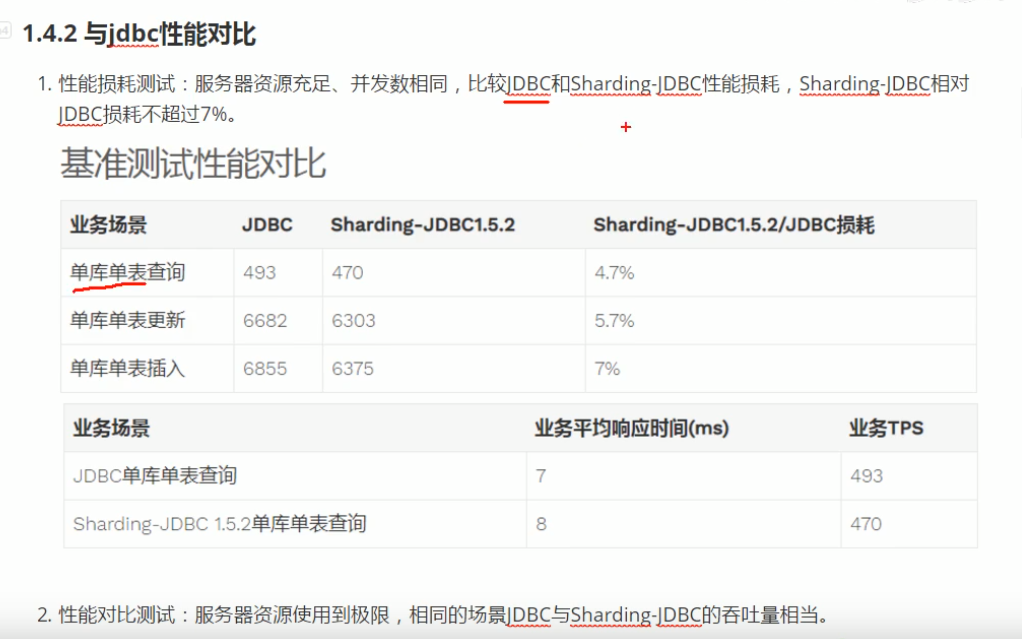 1.4.2 与jdbc性能对比
1. 性能损耗测试：服务器资源充足、并发数相同，比较JDBC和Sharding-JDBC性能损耗，Sharding-JDBC相对
JDBC损耗不超过7%。
基准测试性能对比
业务场景 JDBC Sharding-JDBC1.5.2 Sharding-JDBC1.5.2/JDBC损耗
单库单表查询 493 470 4.7%
单库单表更新 6682 6303 5.7%
单库单表插入 6855 6375 7%
业务场景 业务平均响应时间(ms) 业务TPS
JDBC单库单表查询 7 493
Sharding-JDBC 1.5.2单库单表查询 8 470
2. 性能对比测试：服务器资源使用到极限，相同的场景JDBC与Sharding-JDBC的吞吐量相当。